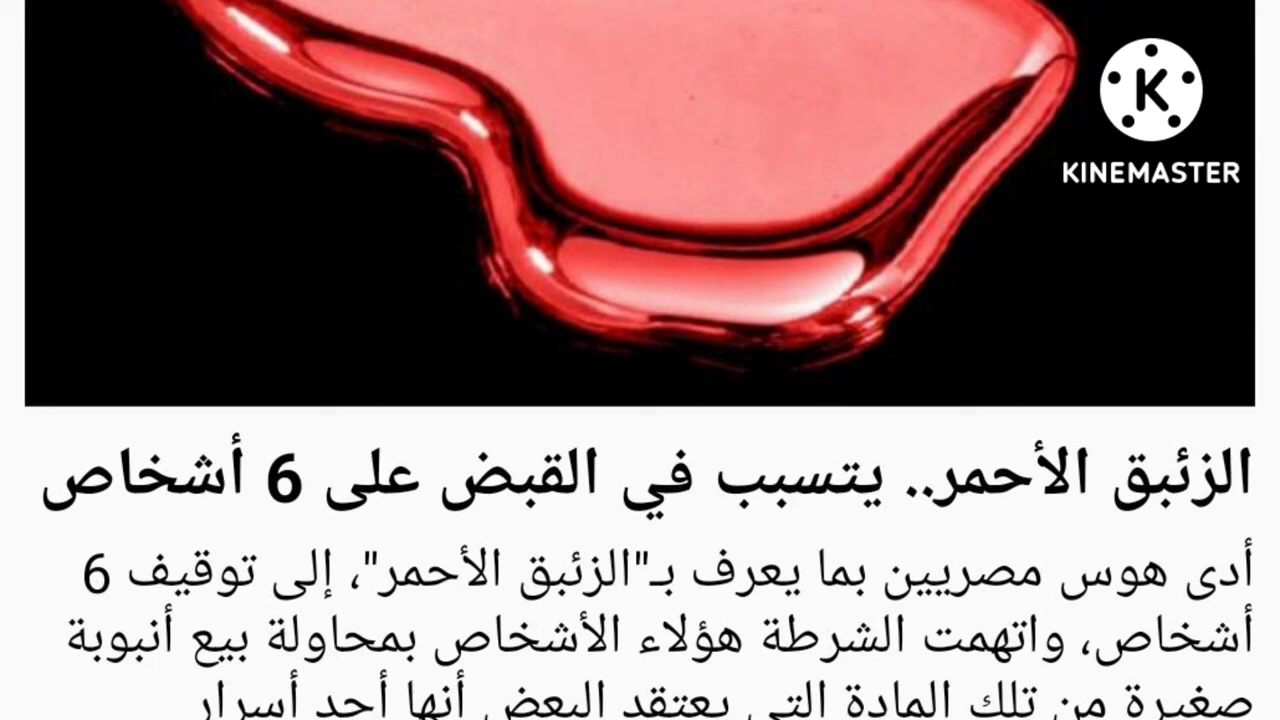 KINEMASTER
الزئبق الأحمر.. يتسبب في القبض على 6 أشخاص
أدى هوس مصريين بما يعرف بـ"الزئبق الأحمر"، إلى توقيف 6
أشخاص، واتهمت الشرطة هؤلاء الأشخاص بمحاولة بيع أنبوبة
صغيرة من تلك المادة التي يعتقد البعض أنها أحد أسرار